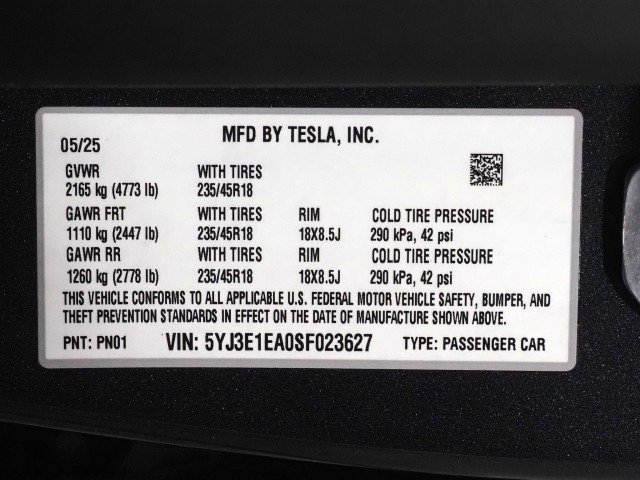 05/25 MFD BY TESLA, INC.
GVWR WITH TIRES
2165 kg (4773 lb) 235/45R18
GAWR FRT WITH TIRES RIM COLD TIRE PRESSURE
1110 kg (2447 lb) 235/45R18 18X8.5J 290 kPa, 42 psi
GAWR RR WITH TIRES RIM COLD TIRE PRESSURE
1260 kg (2778 lb) 235/45R18 18X8.5J 290 kPa, 42 psi
THIS VEHICLE CONFORMS TO ALL APPLICABLE U.S. FEDERAL MOTOR VEHICLE SAFETY, BUMPER, AND
THEFT PREVENTION STANDARDS IN EFFECT ON THE DATE OF MANUFACTURE SHOWN ABOVE.
PNT: PN01 VIN: 5YJ3E1EA0SF023627 TYPE: PASSENGER CAR